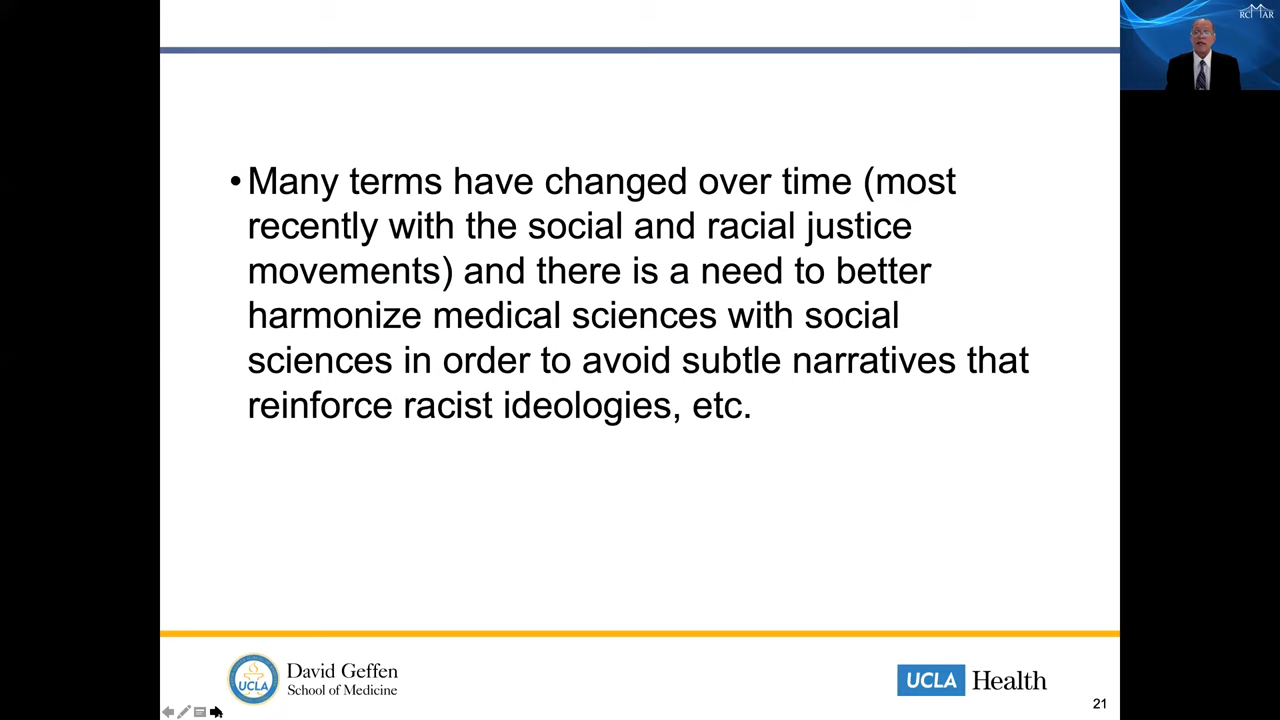 RCMAR
• Many terms have changed over time (most
recently with the social and racial justice
movements) and there is a need to better
harmonize medical sciences with social
sciences in order to avoid subtle narratives that
reinforce racist ideologies, etc.
UCLA
David Geffen
School of Medicine
UCLA Health
21